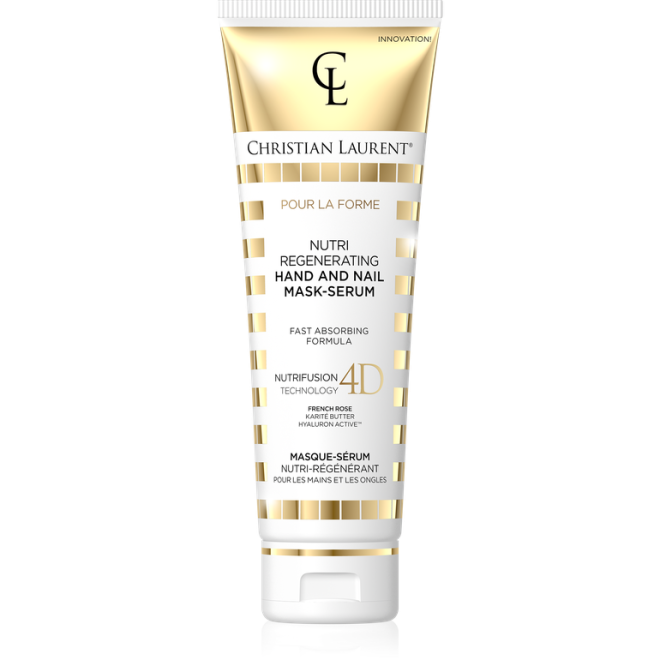 INNOVATION!
CL
CHRISTIAN LAURENT®
POUR LA FORME
NUTRI
REGENERATING
HAND AND NAIL
MASK-SERUM
FAST ABSORBING
FORMULA
NUTRIFUSION 4D
TECHNOLOGY
FRENCH ROSE
KARITÉ BUTTER
HYALURON ACTIVE™
MASQUE-SÉRUM
NUTRI-RÉGÉNÉRANT
POUR LES MAINS ET LES ONGLES